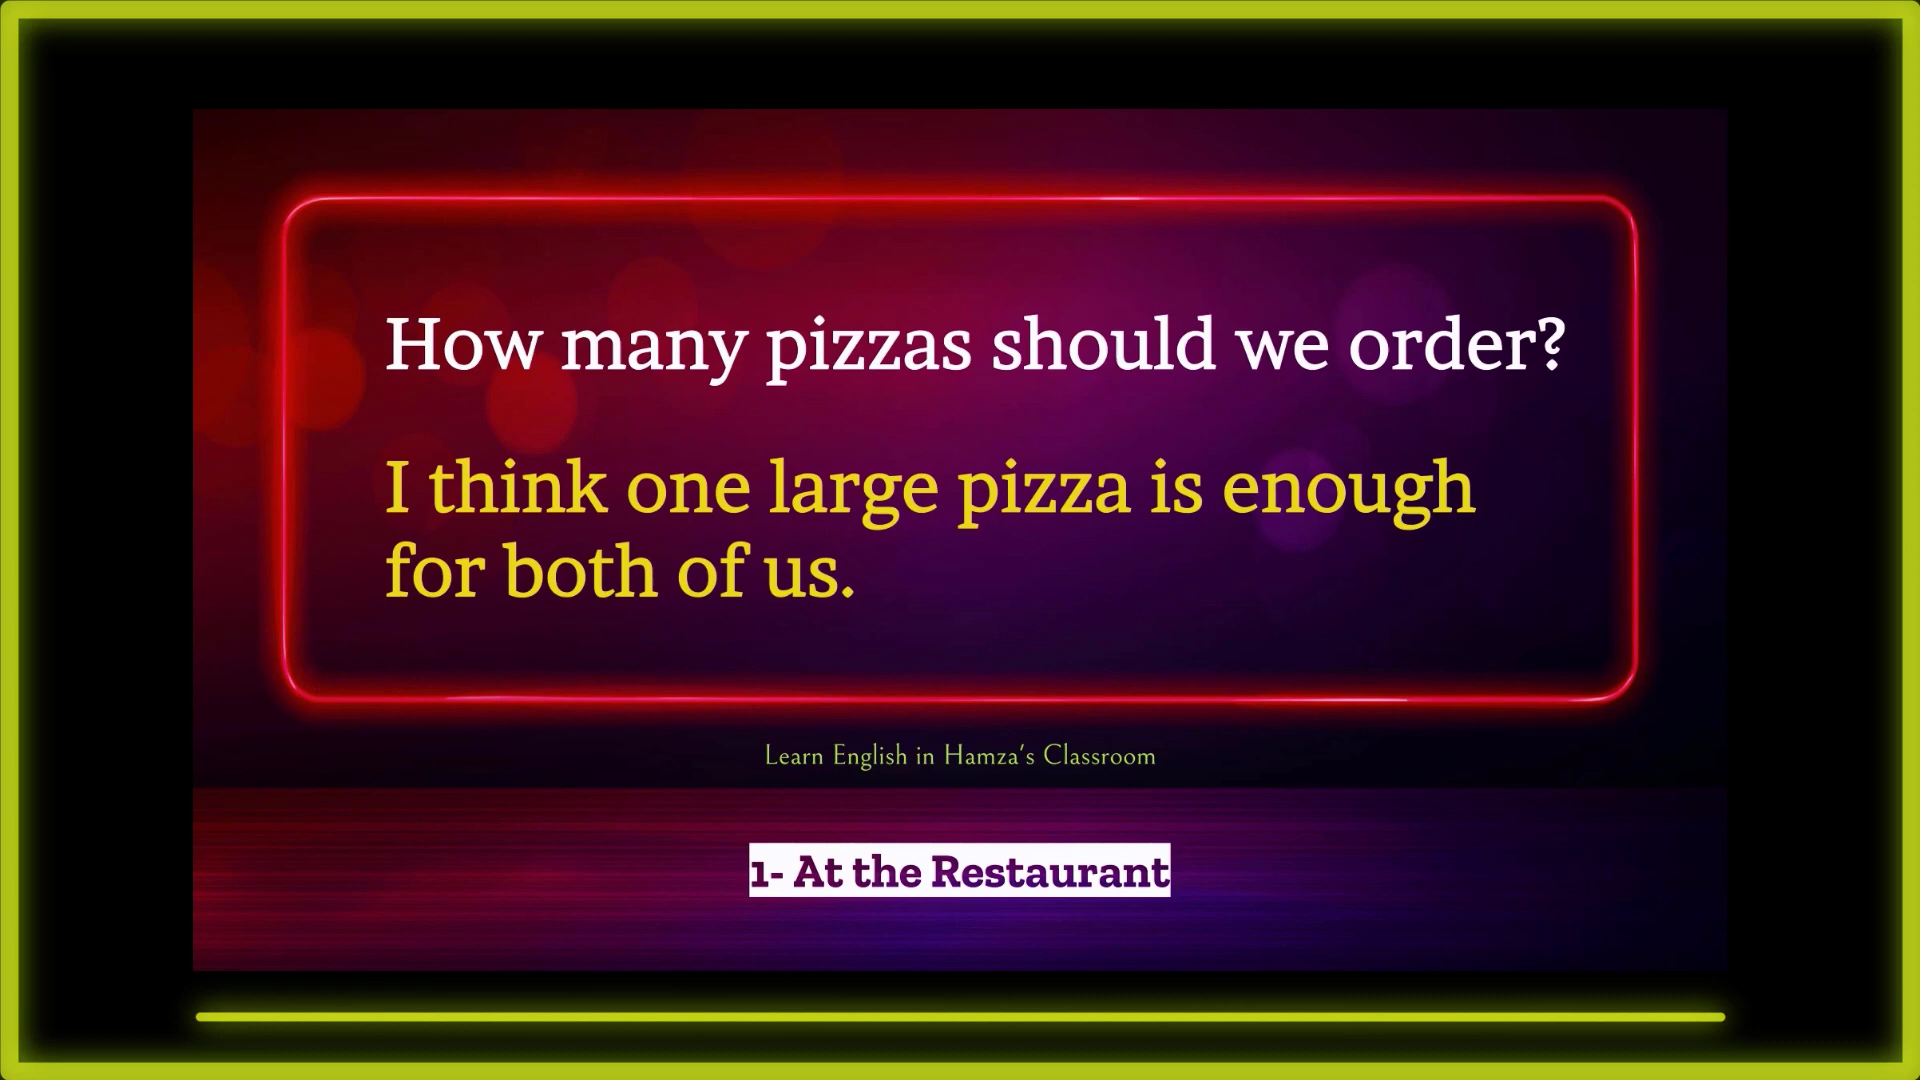 How many pizzas should we order?
I think one large pizza is enough
for both of us.
Learn English in Hamza's Classroom
1- At the Restaurant